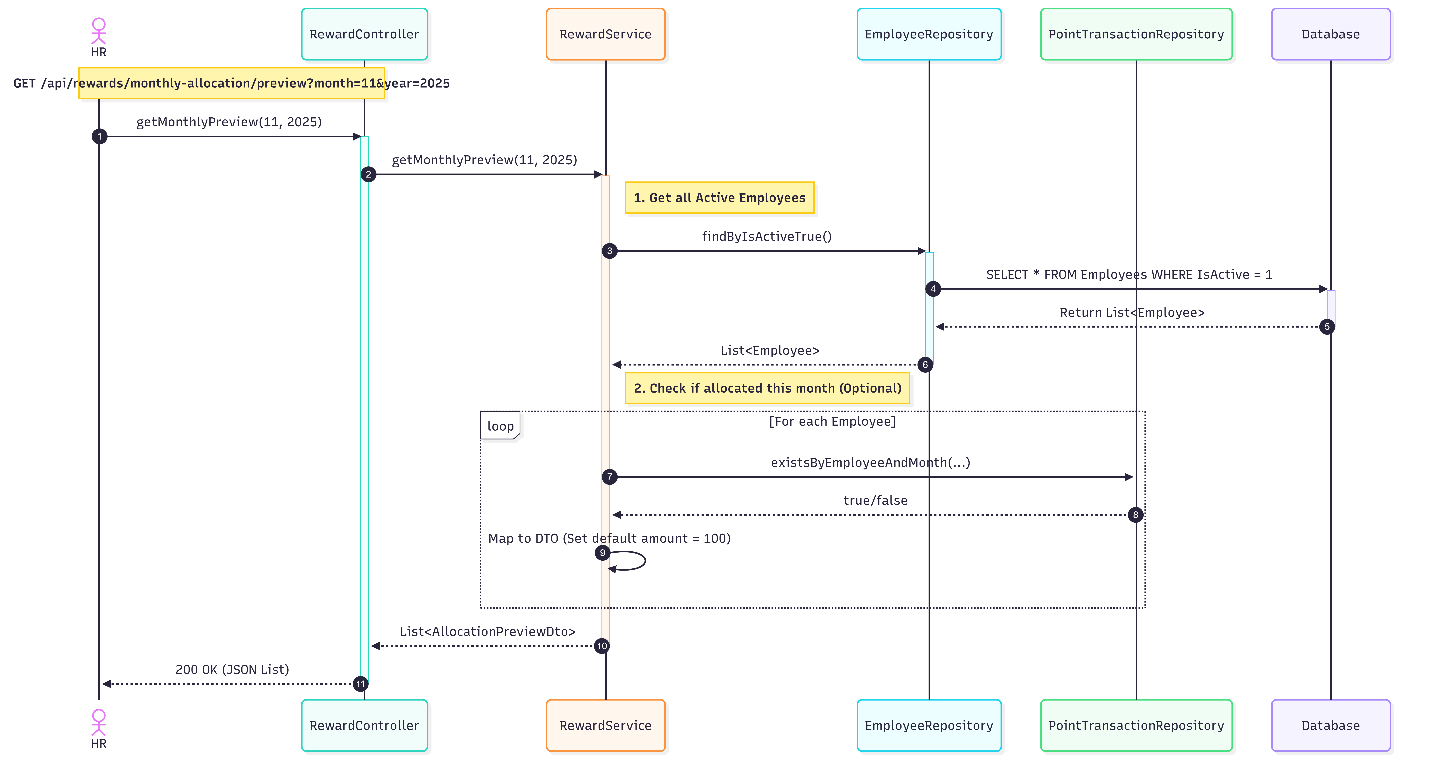 HR
RewardController
RewardService
EmployeeRepository
PointTransactionRepository
Database
GET /api/rewards/monthly-allocation/preview?month=11&year=2025
getMonthlyPreview(11, 2025)
1
getMonthlyPreview(11, 2025)
2
1. Get all Active Employees
findByIsActiveTrue()
3
SELECT * FROM Employees WHERE IsActive = 1
4
Return List<Employee>
5
List<Employee>
6
2. Check if allocated this month (Optional)
loop
[For each Employee]
existsByEmployeeAndMonth(...)
7
true/false
8
Map to DTO (Set default amount = 100)
9
List<AllocationPreviewDto>
10
200 OK (JSON List)
11
HR
RewardController
RewardService
EmployeeRepository
PointTransactionRepository
Database